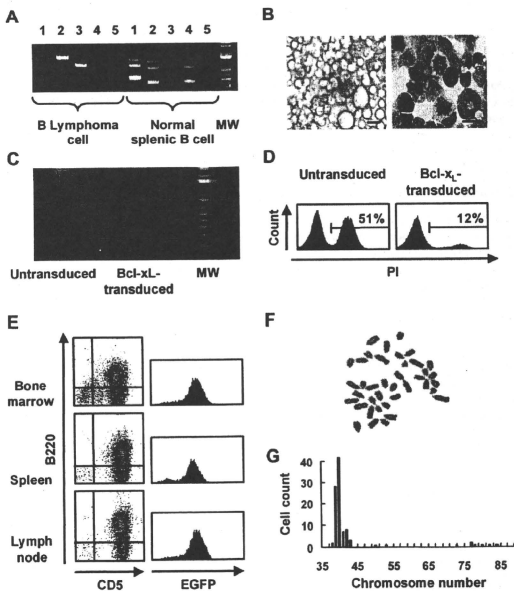 A
1 2 3 4 5 1 2 3 4 5
B Lymphoma cell
Normal splenic B cell
MW
B
C
Untransduced
Bcl-xL-transduced
MW
D
Untransduced
Bcl-xL-transduced
51%
12%
Count
PI
E
B220
Bone marrow
Spleen
Lymph node
CD5
EGFP
F
G
Cell count
40
30
20
10
0
35 45 55 65 75 85
Chromosome number